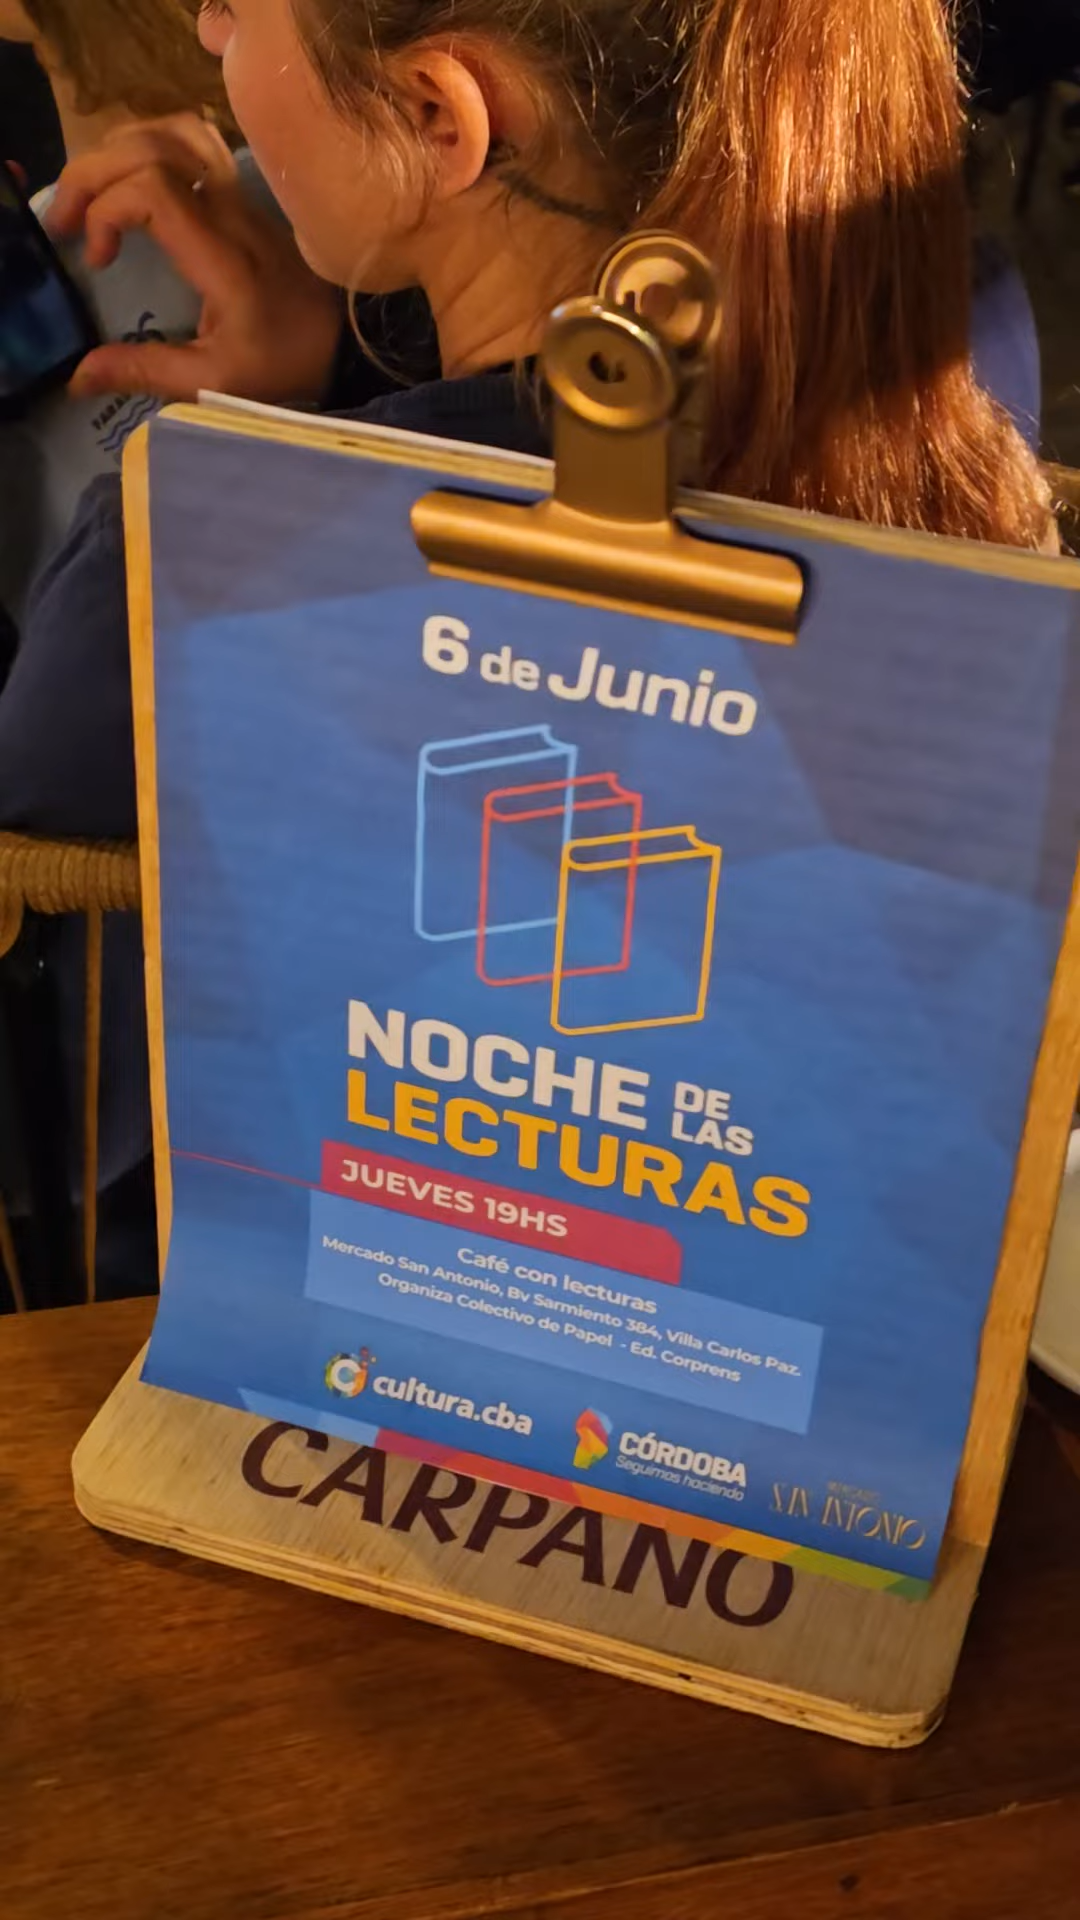 6 de Junio
NOCHE DE LAS
LECTURAS
JUEVES 19HS
Café con lecturas
Mercado San Antonio, Bv Sarmiento 384, Villa Carlos Paz.
Organiza Colectivo de Papel - Ed. Corprens
cultura.cba
CÓRDOBA
Seguimos haciendo
MERCADO
SAN ANTONIO
CARPANO